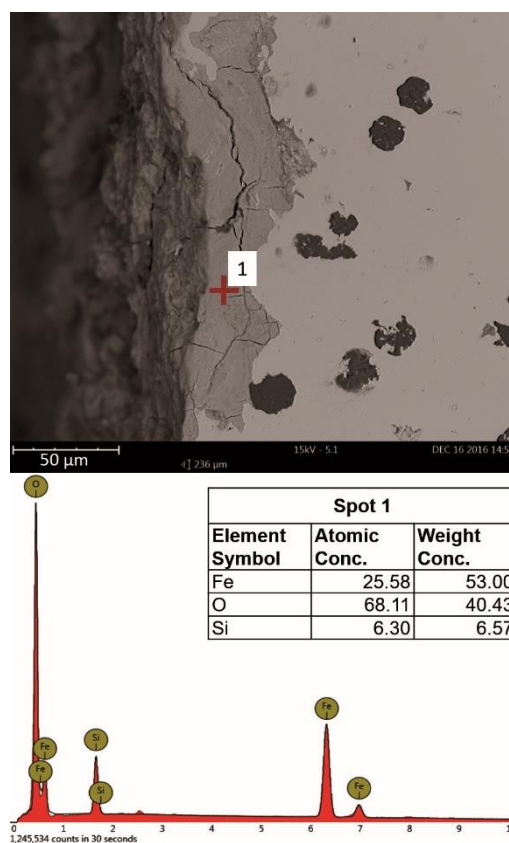 1
50 µm
236 µm
15kV - 5.1
DEC 16 2016 14:5
O
Spot 1
Element Symbol Atomic Conc. Weight Conc.
Fe 25.58 53.00
O 68.11 40.43
Si 6.30 6.57
Fe
Fe
Si
Si
Fe
Fe
0 1 2 3 4 5 6 7 8 9 1
1,245,534 counts in 30 seconds